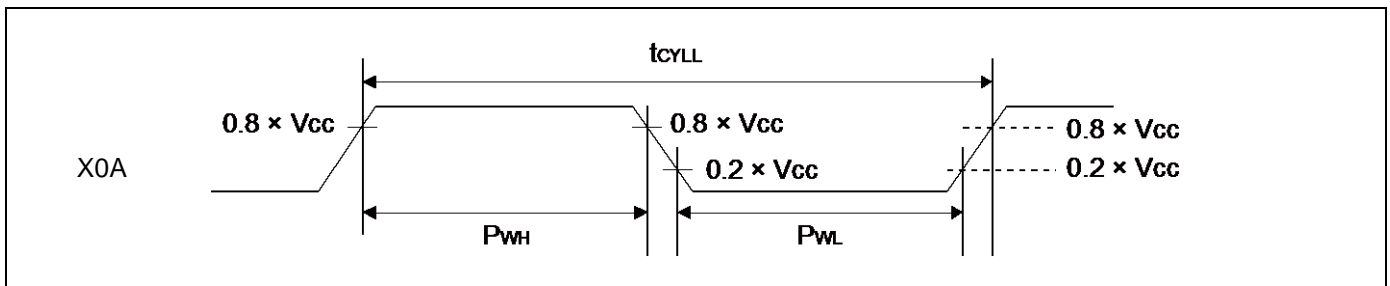 tCYLL
0.8 × Vcc
0.8 × Vcc
0.8 × Vcc
X0A
0.2 × Vcc
0.2 × Vcc
PWH
PWL